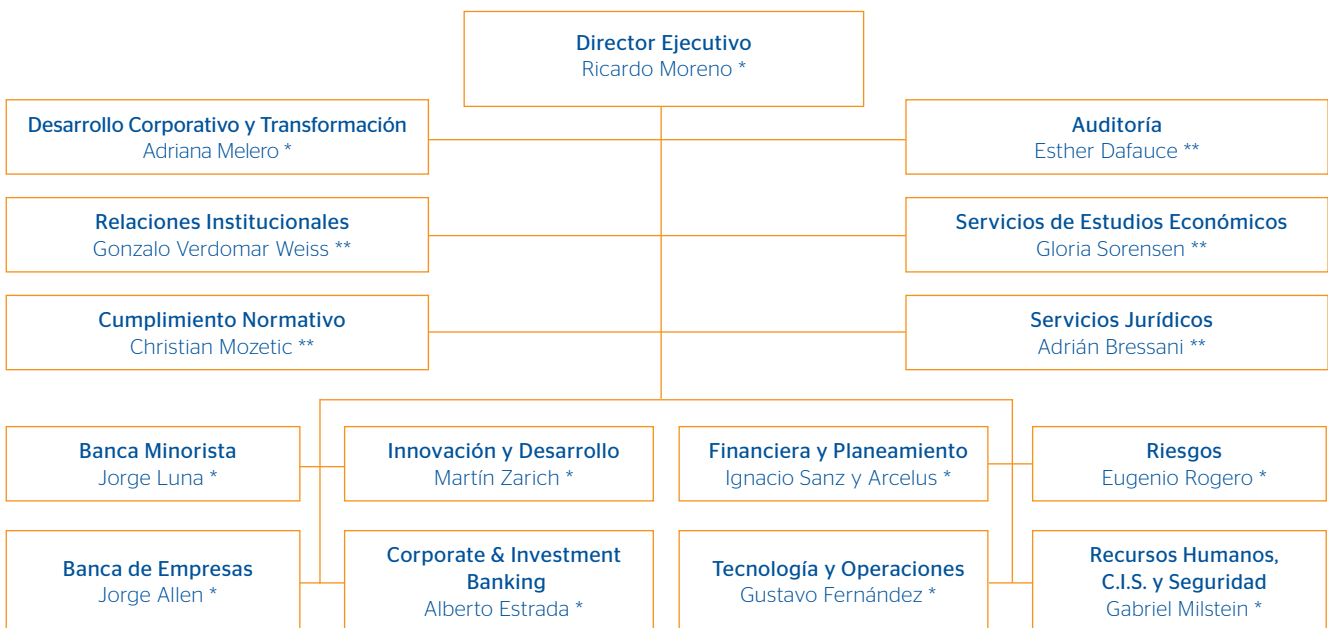 Director Ejecutivo
Ricardo Moreno *
Desarrollo Corporativo y Transformación
Adriana Melero *
Auditoría
Esther Dafauce **
Relaciones Institucionales
Gonzalo Verdomar Weiss **
Servicios de Estudios Económicos
Gloria Sorensen **
Cumplimiento Normativo
Christian Mozetic **
Servicios Jurídicos
Adrián Bressani **
Banca Minorista
Jorge Luna *
Innovación y Desarrollo
Martín Zarich *
Financiera y Planeamiento
Ignacio Sanz y Arcelus *
Riesgos
Eugenio Rogero *
Banca de Empresas
Jorge Allen *
Corporate & Investment
Banking
Alberto Estrada *
Tecnología y Operaciones
Gustavo Fernández *
Recursos Humanos,
C.I.S. y Seguridad
Gabriel Milstein *